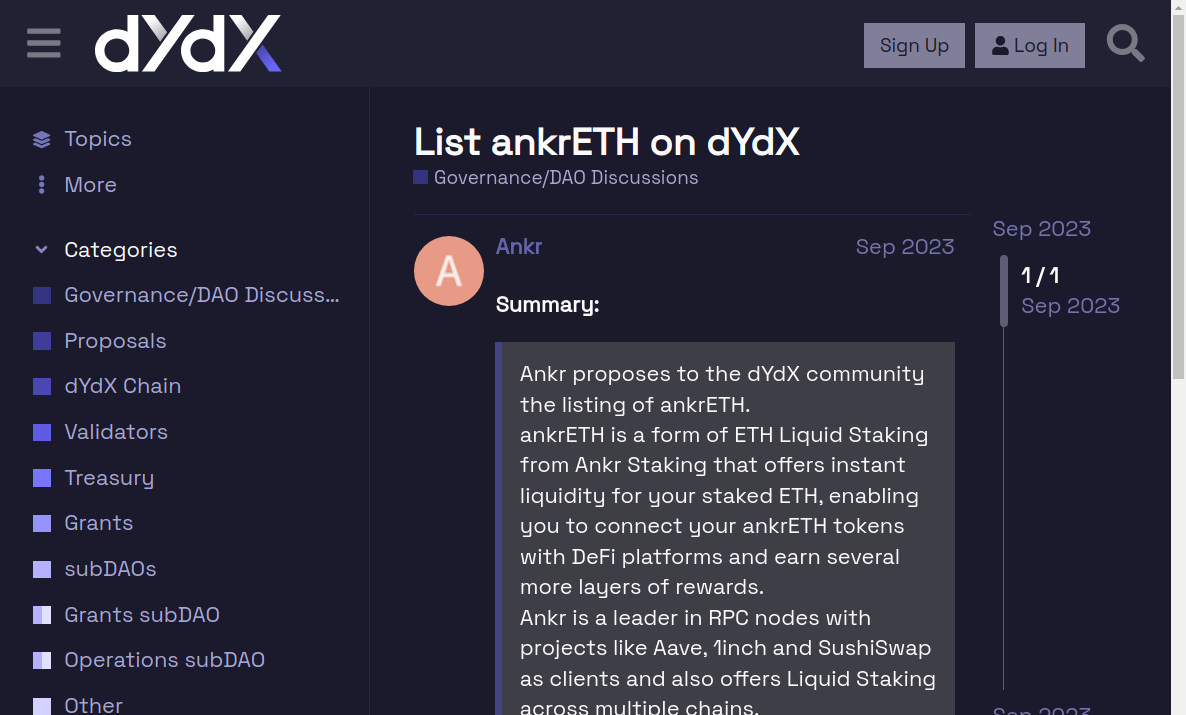 dYdX
Sign Up
Log In
Topics
More
Categories
Governance/DAO Discuss...
Proposals
dYdX Chain
Validators
Treasury
Grants
subDAOs
Grants subDAO
Operations subDAO
Other
List ankrETH on dYdX
Governance/DAO Discussions
A
Ankr
Sep 2023
Summary:
Ankr proposes to the dYdX community
the listing of ankrETH.
ankrETH is a form of ETH Liquid Staking
from Ankr Staking that offers instant
liquidity for your staked ETH, enabling
you to connect your ankrETH tokens
with DeFi platforms and earn several
more layers of rewards.
Ankr is a leader in RPC nodes with
projects like Aave, 1inch and SushiSwap
as clients and also offers Liquid Staking
across multiple chains.
Sep 2023
1 / 1
Sep 2023
Sep 2023